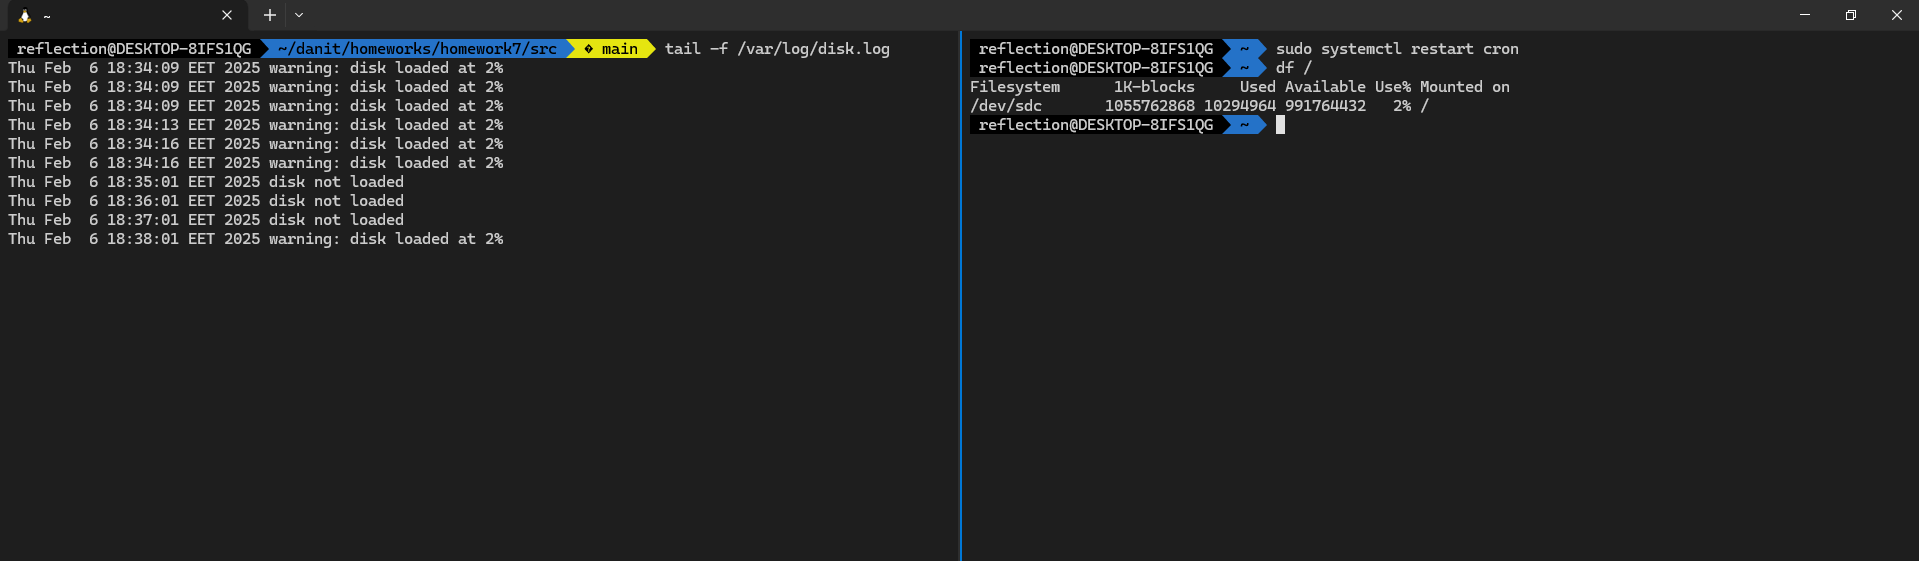 ~
reflection@DESKTOP-8IFS1QG ~/danit/homeworks/homework7/src � main tail -f /var/log/disk.log
Thu Feb  6 18:34:09 EET 2025 warning: disk loaded at 2%
Thu Feb  6 18:34:09 EET 2025 warning: disk loaded at 2%
Thu Feb  6 18:34:09 EET 2025 warning: disk loaded at 2%
Thu Feb  6 18:34:13 EET 2025 warning: disk loaded at 2%
Thu Feb  6 18:34:16 EET 2025 warning: disk loaded at 2%
Thu Feb  6 18:34:16 EET 2025 warning: disk loaded at 2%
Thu Feb  6 18:35:01 EET 2025 disk not loaded
Thu Feb  6 18:36:01 EET 2025 disk not loaded
Thu Feb  6 18:37:01 EET 2025 disk not loaded
Thu Feb  6 18:38:01 EET 2025 warning: disk loaded at 2%
reflection@DESKTOP-8IFS1QG ~ sudo systemctl restart cron
reflection@DESKTOP-8IFS1QG ~ df /
Filesystem      1K-blocks     Used Available Use% Mounted on
/dev/sdc       1055762868 10294964 991764432   2% /
reflection@DESKTOP-8IFS1QG ~